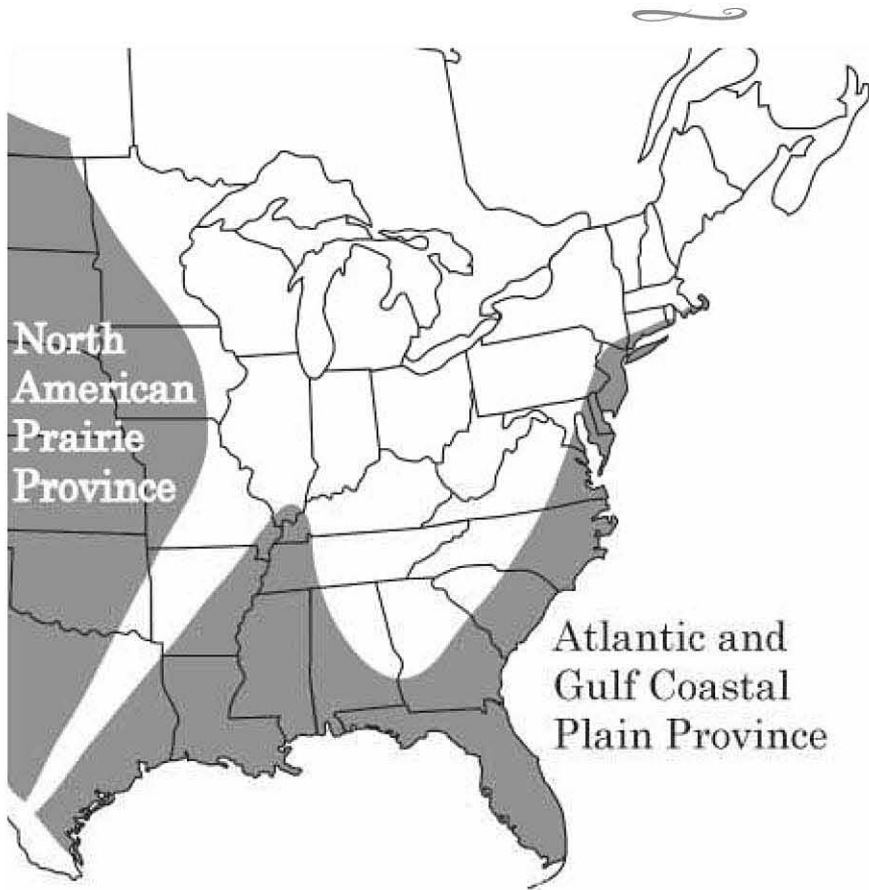 North
American
Prairie
Province
Atlantic and
Gulf Coastal
Plain Province